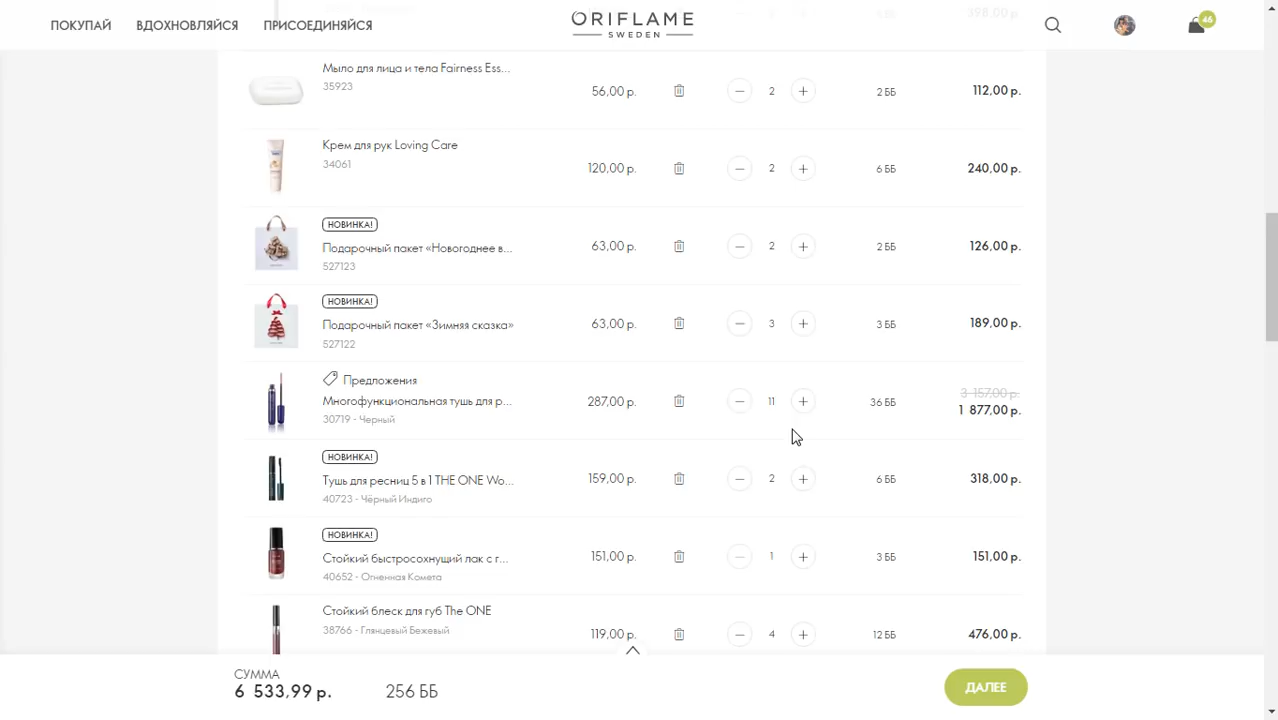 ПОКУПАЙ ВДОХНОВЛЯЙСЯ ПРИСОЕДИНЯЙСЯ
ORIFLAME
SWEDEN
46
398,00 р.
Мыло для лица и тела Fairness Ess...
35923
56,00 р. 2 2 ББ 112,00 р.
Крем для рук Loving Care
34061
120,00 р. 2 6 ББ 240,00 р.
НОВИНКА!
Подарочный пакет «Новогоднее в...
527123
63,00 р. 2 2 ББ 126,00 р.
НОВИНКА!
Подарочный пакет «Зимняя сказка»
527122
63,00 р. 3 3 ББ 189,00 р.
Предложения
Многофункциональная тушь для р...
30719 - Черный
287,00 р. 11 36 ББ
3 157,00 р.
1 877,00 р.
НОВИНКА!
Тушь для ресниц 5 в 1 THE ONE Wo...
40723 - Чёрный Индиго
159,00 р. 2 6 ББ 318,00 р.
НОВИНКА!
Стойкий быстросохнущий лак с г...
40652 - Огненная Комета
151,00 р. 1 3 ББ 151,00 р.
Стойкий блеск для губ The ONE
38766 - Глянцевый Бежевый
119,00 р. 4 12 ББ 476,00 р.
СУММА
6 533,99 р. 256 ББ
ДАЛЕЕ